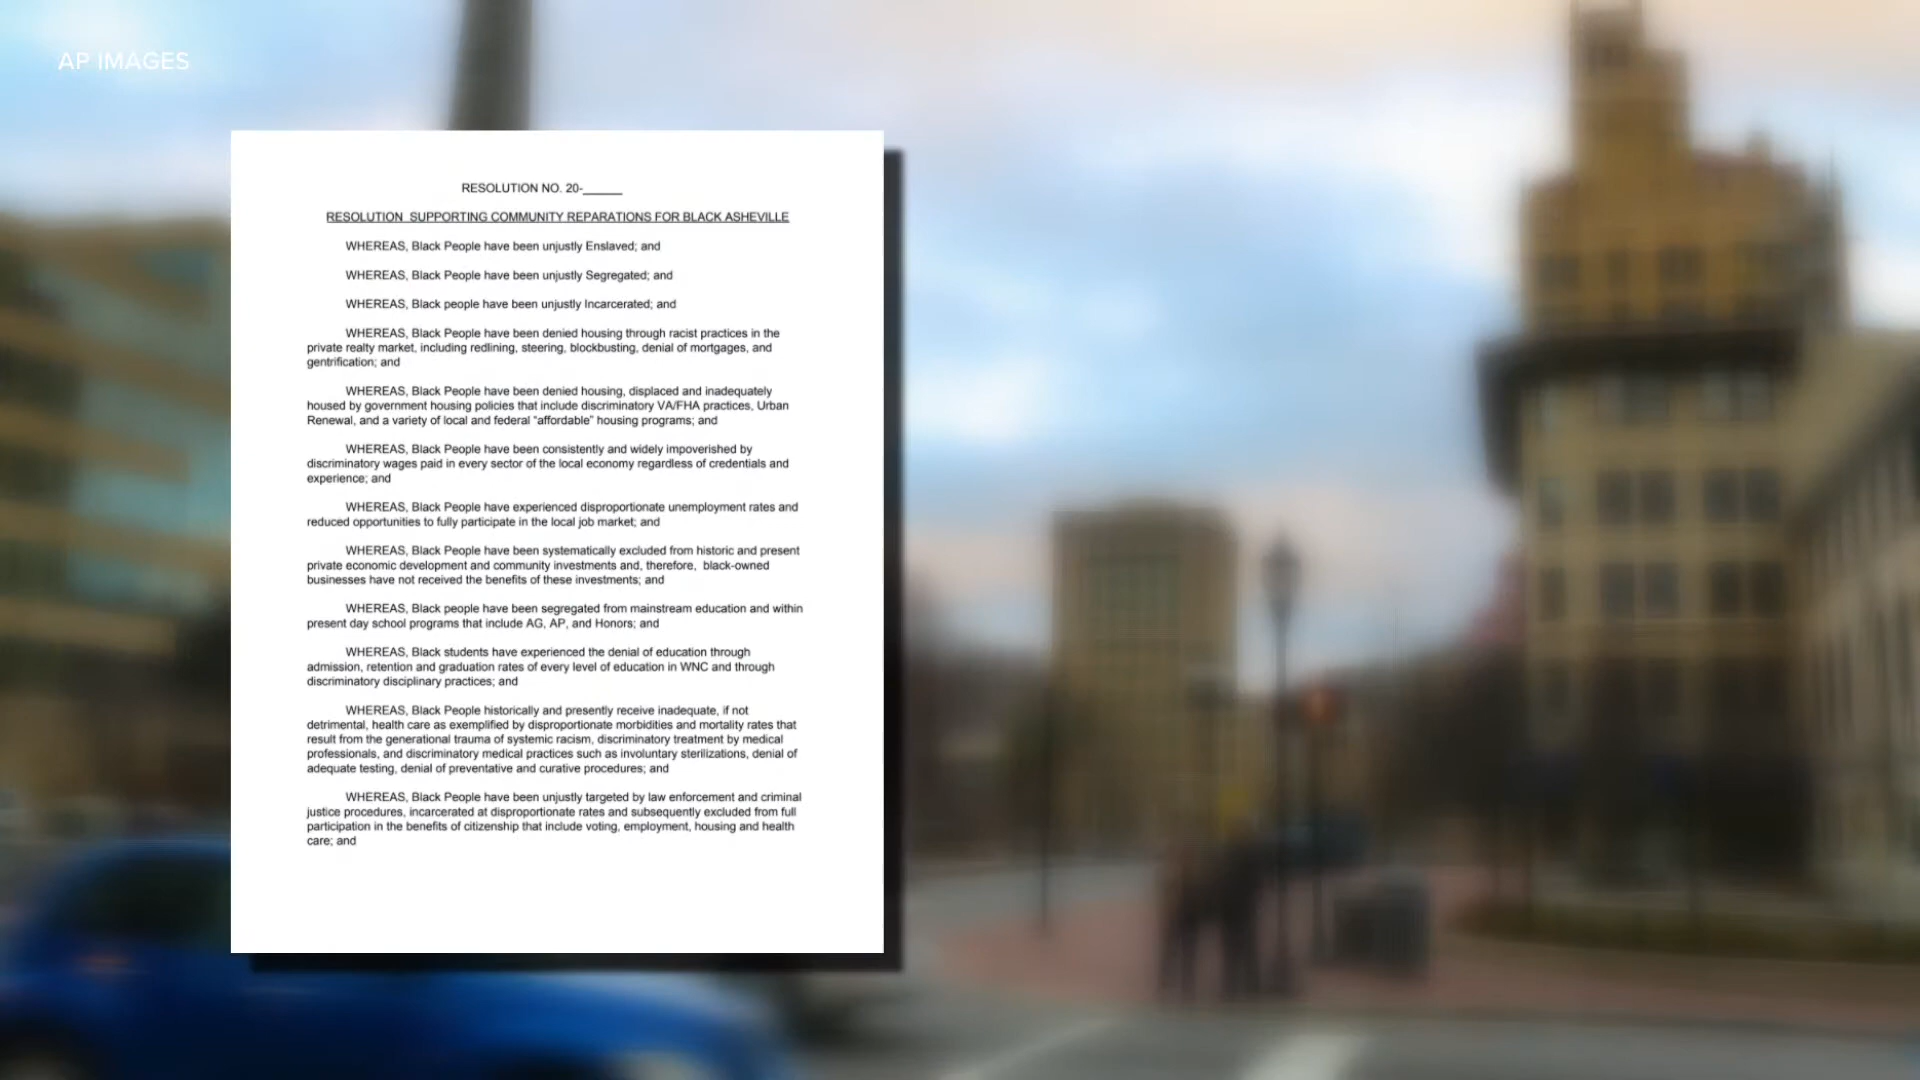 AP IMAGES
RESOLUTION NO. 20-______
RESOLUTION  SUPPORTING COMMUNITY REPARATIONS FOR BLACK ASHEVILLE
WHEREAS, Black People have been unjustly Enslaved; and
WHEREAS, Black People have been unjustly Segregated; and
WHEREAS, Black people have been unjustly Incarcerated; and
WHEREAS, Black People have been denied housing through racist practices in the
private realty market, including redlining, steering, blockbusting, denial of mortgages, and
gentrification; and
WHEREAS, Black People have been denied housing, displaced and inadequately
housed by government housing policies that include discriminatory VA/FHA practices, Urban
Renewal, and a variety of local and federal “affordable” housing programs; and
WHEREAS, Black People have been consistently and widely impoverished by
discriminatory wages paid in every sector of the local economy regardless of credentials and
experience; and
WHEREAS, Black People have experienced disproportionate unemployment rates and
reduced opportunities to fully participate in the local job market; and
WHEREAS, Black People have been systematically excluded from historic and present
private economic development and community investments and, therefore,  black-owned
businesses have not received the benefits of these investments; and
WHEREAS, Black people have been segregated from mainstream education and within
present day school programs that include AG, AP, and Honors; and
WHEREAS, Black students have experienced the denial of education through
admission, retention and graduation rates of every level of education in WNC and through
discriminatory disciplinary practices; and
WHEREAS, Black People historically and presently receive inadequate, if not
detrimental, health care as exemplified by disproportionate morbidities and mortality rates that
result from the generational trauma of systemic racism, discriminatory treatment by medical
professionals, and discriminatory medical practices such as involuntary sterilizations, denial of
adequate testing, denial of preventative and curative procedures; and
WHEREAS, Black People have been unjustly targeted by law enforcement and criminal
justice procedures, incarcerated at disproportionate rates and subsequently excluded from full
participation in the benefits of citizenship that include voting, employment, housing and health
care; and